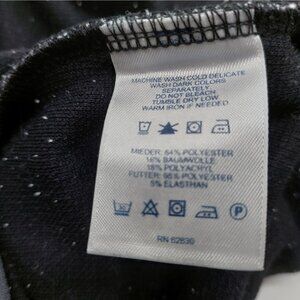 MACHINE WASH COLD DELICATE
WASH DARK COLORS
SEPARATELY
DO NOT BLEACH
TUMBLE DRY LOW
WARM IRON IF NEEDED
MIEDER: 64% POLYESTER
18% BAUMWOLLE
18% POLYACRYL
FUTTER: 95% POLYESTER
5% ELASTHAN
P
RN 62830